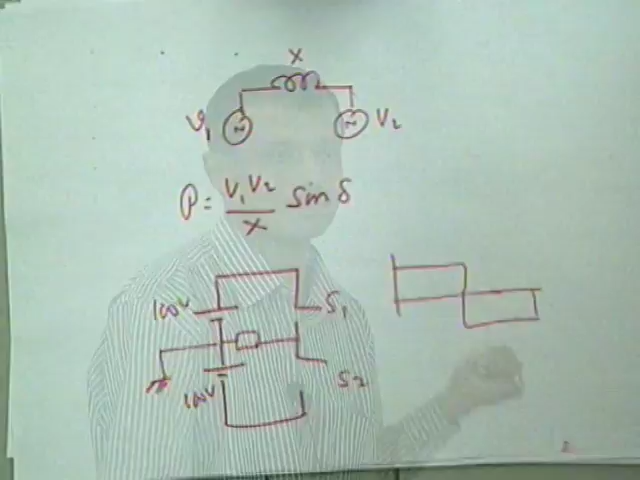 X
V₁ ~ ~ V₂
P = V₁V₂/X Sin δ
100V S₁
S₂
100V